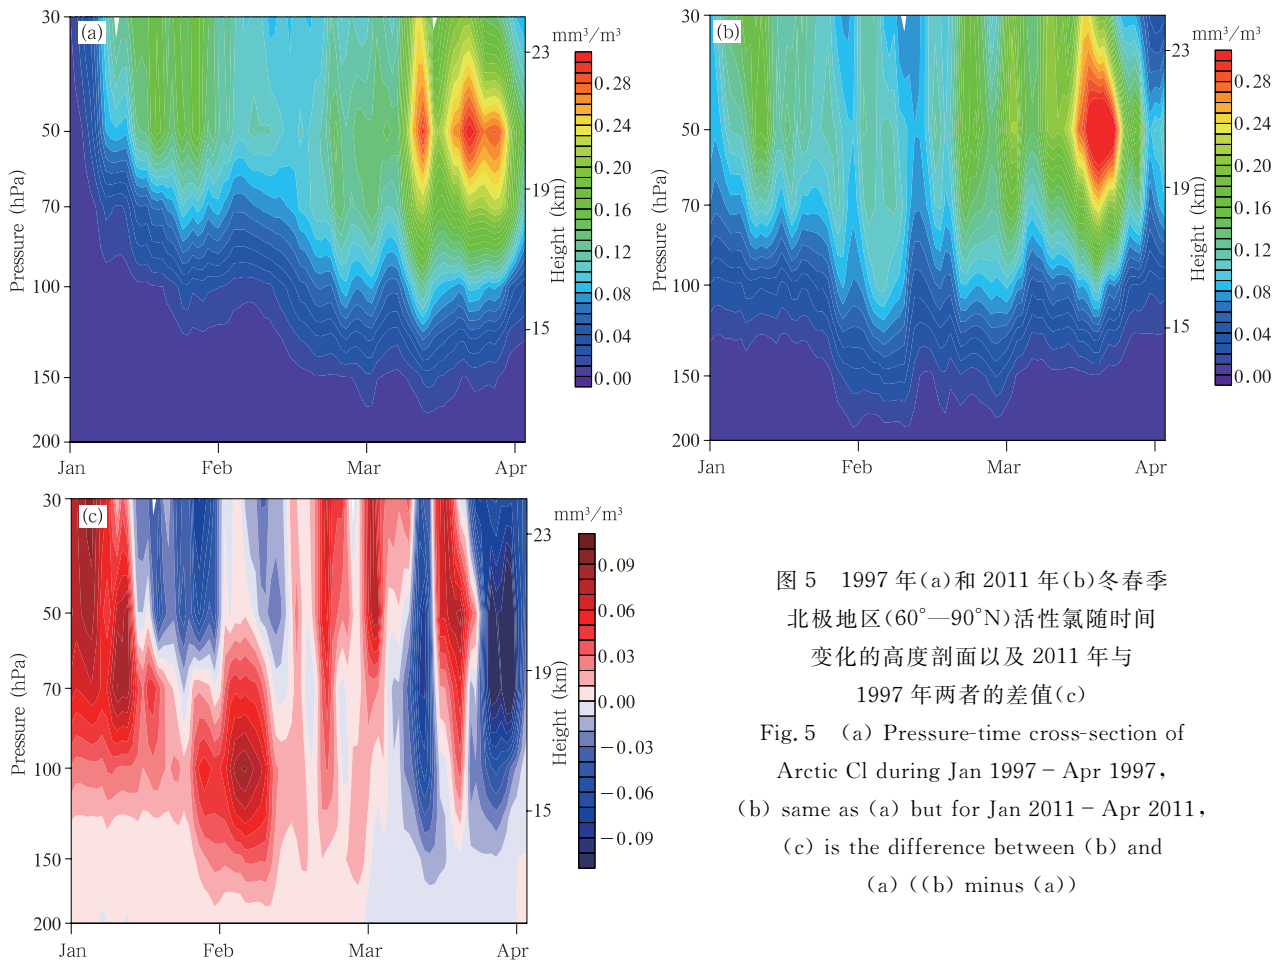 (a)
mm³/m³
30
50
70
100
150
200
Pressure (hPa)
23
19
15
Height (km)
0.28
0.24
0.20
0.16
0.12
0.08
0.04
0.00
Jan
Feb
Mar
Apr
(b)
mm³/m³
30
50
70
100
150
200
Pressure (hPa)
23
19
15
Height (km)
0.28
0.24
0.20
0.16
0.12
0.08
0.04
0.00
Jan
Feb
Mar
Apr
(c)
mm³/m³
30
50
70
100
150
200
Pressure (hPa)
23
19
15
Height (km)
0.09
0.06
0.03
0.00
−0.03
−0.06
−0.09
Jan
Feb
Mar
Apr
图 5 1997 年(a)和 2011 年(b)冬春季
北极地区(60°—90°N)活性氯随时间
变化的高度剖面以及 2011 年与
1997 年两者的差值(c)
Fig. 5 (a) Pressure-time cross-section of
Arctic Cl during Jan 1997 − Apr 1997,
(b) same as (a) but for Jan 2011 − Apr 2011,
(c) is the difference between (b) and
(a) ((b) minus (a))